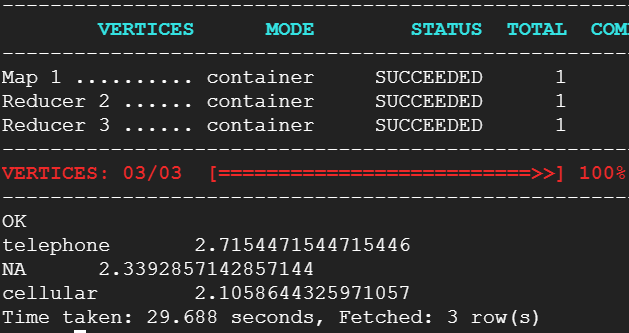 VERTICES MODE STATUS TOTAL
Map 1 .......... container SUCCEEDED 1
Reducer 2 ...... container SUCCEEDED 1
Reducer 3 ...... container SUCCEEDED 1
VERTICES: 03/03 [==========================>>] 100%
OK
telephone 2.7154471544715446
NA 2.3392857142857144
cellular 2.1058644325971057
Time taken: 29.688 seconds, Fetched: 3 row(s)